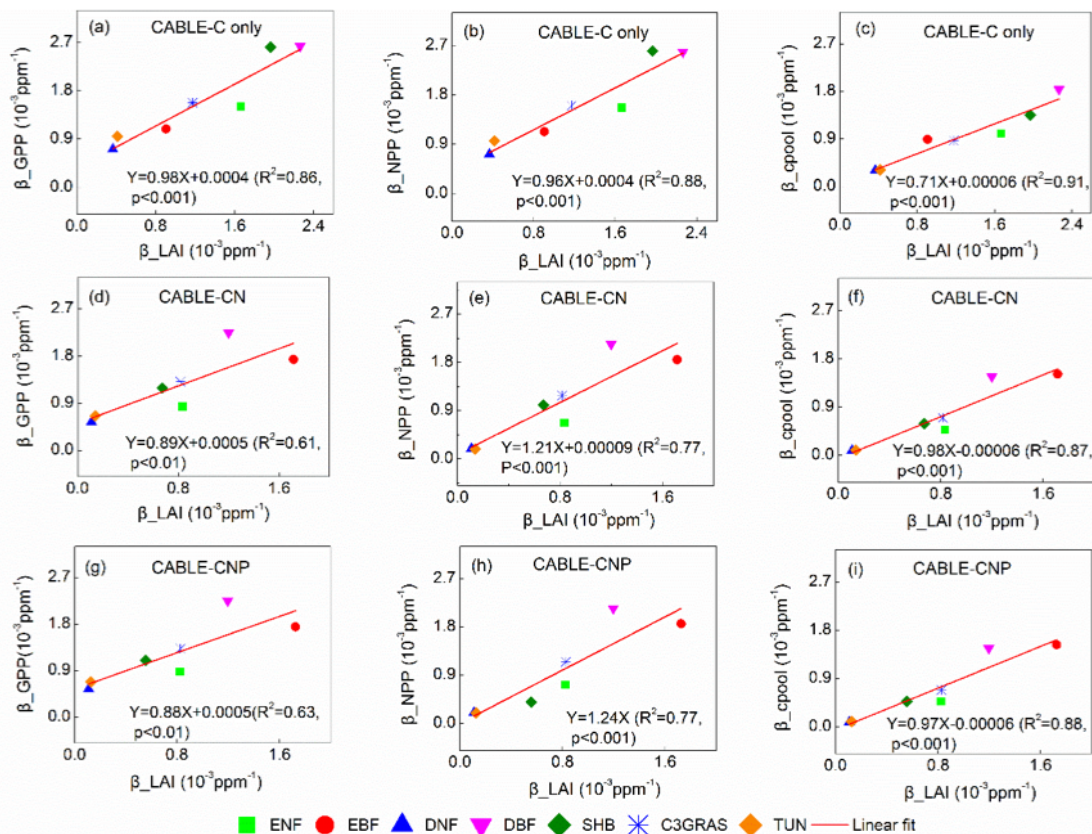 (a) CABLE-C only
β_GPP (10⁻³ppm⁻¹)
2.7
1.8
0.9
0.0
Y=0.98X+0.0004 (R²=0.86,
p<0.001)
0.0 0.8 1.6 2.4
β_LAI (10⁻³ppm⁻¹)
(b) CABLE-C only
β_NPP (10⁻³ppm⁻¹)
2.7
1.8
0.9
0.0
Y=0.96X+0.0004 (R²=0.88,
p<0.001)
0.0 0.8 1.6 2.4
β_LAI (10⁻³ppm⁻¹)
(c) CABLE-C only
β_cpool (10⁻³ppm⁻¹)
2.7
1.8
0.9
0.0
Y=0.71X+0.00006 (R²=0.91,
p<0.001)
0.0 0.8 1.6 2.4
β_LAI (10⁻³ppm⁻¹)
(d) CABLE-CN
β_GPP (10⁻³ppm⁻¹)
2.7
1.8
0.9
0.0
Y=0.89X+0.0005 (R²=0.61,
p<0.01)
0.0 0.8 1.6
β_LAI (10⁻³ppm⁻¹)
(e) CABLE-CN
β_NPP (10⁻³ppm⁻¹)
2.7
1.8
0.9
0.0
Y=1.21X+0.00009 (R²=0.77,
P<0.001)
0.0 0.8 1.6
β_LAI (10⁻³ppm⁻¹)
(f) CABLE-CN
β_cpool (10⁻³ppm⁻¹)
2.7
1.8
0.9
0.0
Y=0.98X-0.00006 (R²=0.87,
p<0.001)
0.0 0.8 1.6
β_LAI (10⁻³ppm⁻¹)
(g) CABLE-CNP
β_GPP(10⁻³ppm⁻¹)
2.7
1.8
0.9
0.0
Y=0.88X+0.0005(R²=0.63,
p<0.01)
0.0 0.8 1.6
β_LAI (10⁻³ppm⁻¹)
(h) CABLE-CNP
β_NPP (10⁻³ppm⁻¹)
2.7
1.8
0.9
0.0
Y=1.24X (R²=0.77,
p<0.001)
0.0 0.8 1.6
β_LAI (10⁻³ppm⁻¹)
(i) CABLE-CNP
β_cpool (10⁻³ppm⁻¹)
2.7
1.8
0.9
0.0
Y=0.97X-0.00006 (R²=0.88,
p<0.001)
0.0 0.8 1.6
β_LAI (10⁻³ppm⁻¹)
ENF EBF DNF DBF SHB C3GRAS TUN Linear fit